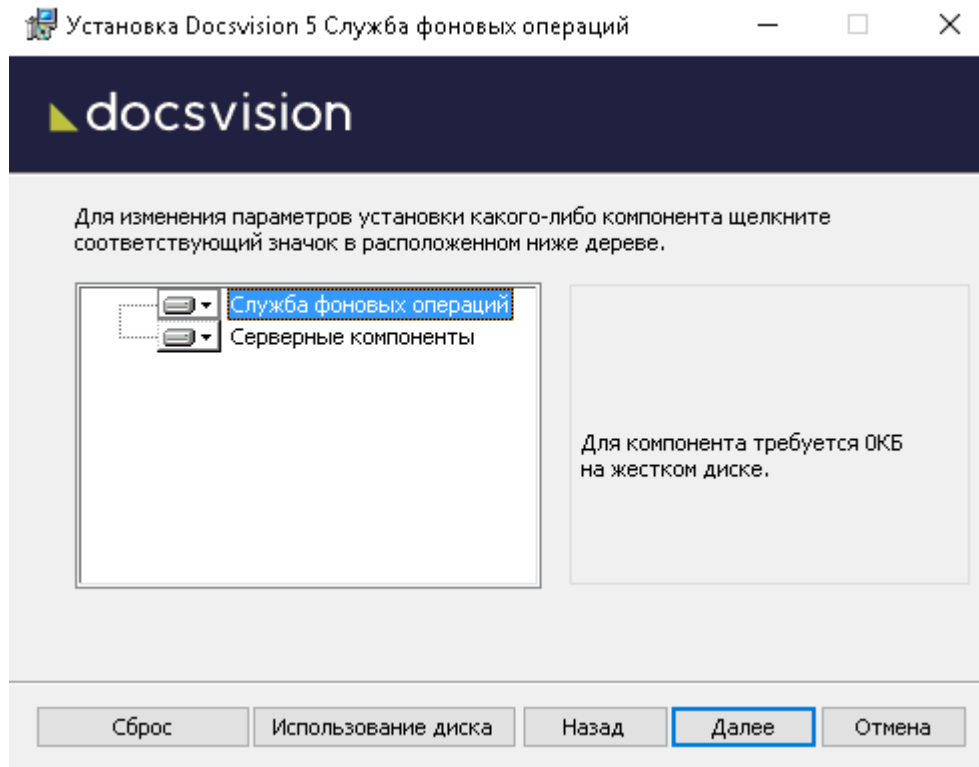 Установка Docsvision 5 Служба фоновых операций
docsvision
Для изменения параметров установки какого-либо компонента щелкните
соответствующий значок в расположенном ниже дереве.
Служба фоновых операций
Серверные компоненты
Для компонента требуется 0КБ
на жестком диске.
Сброс
Использование диска
Назад
Далее
Отмена